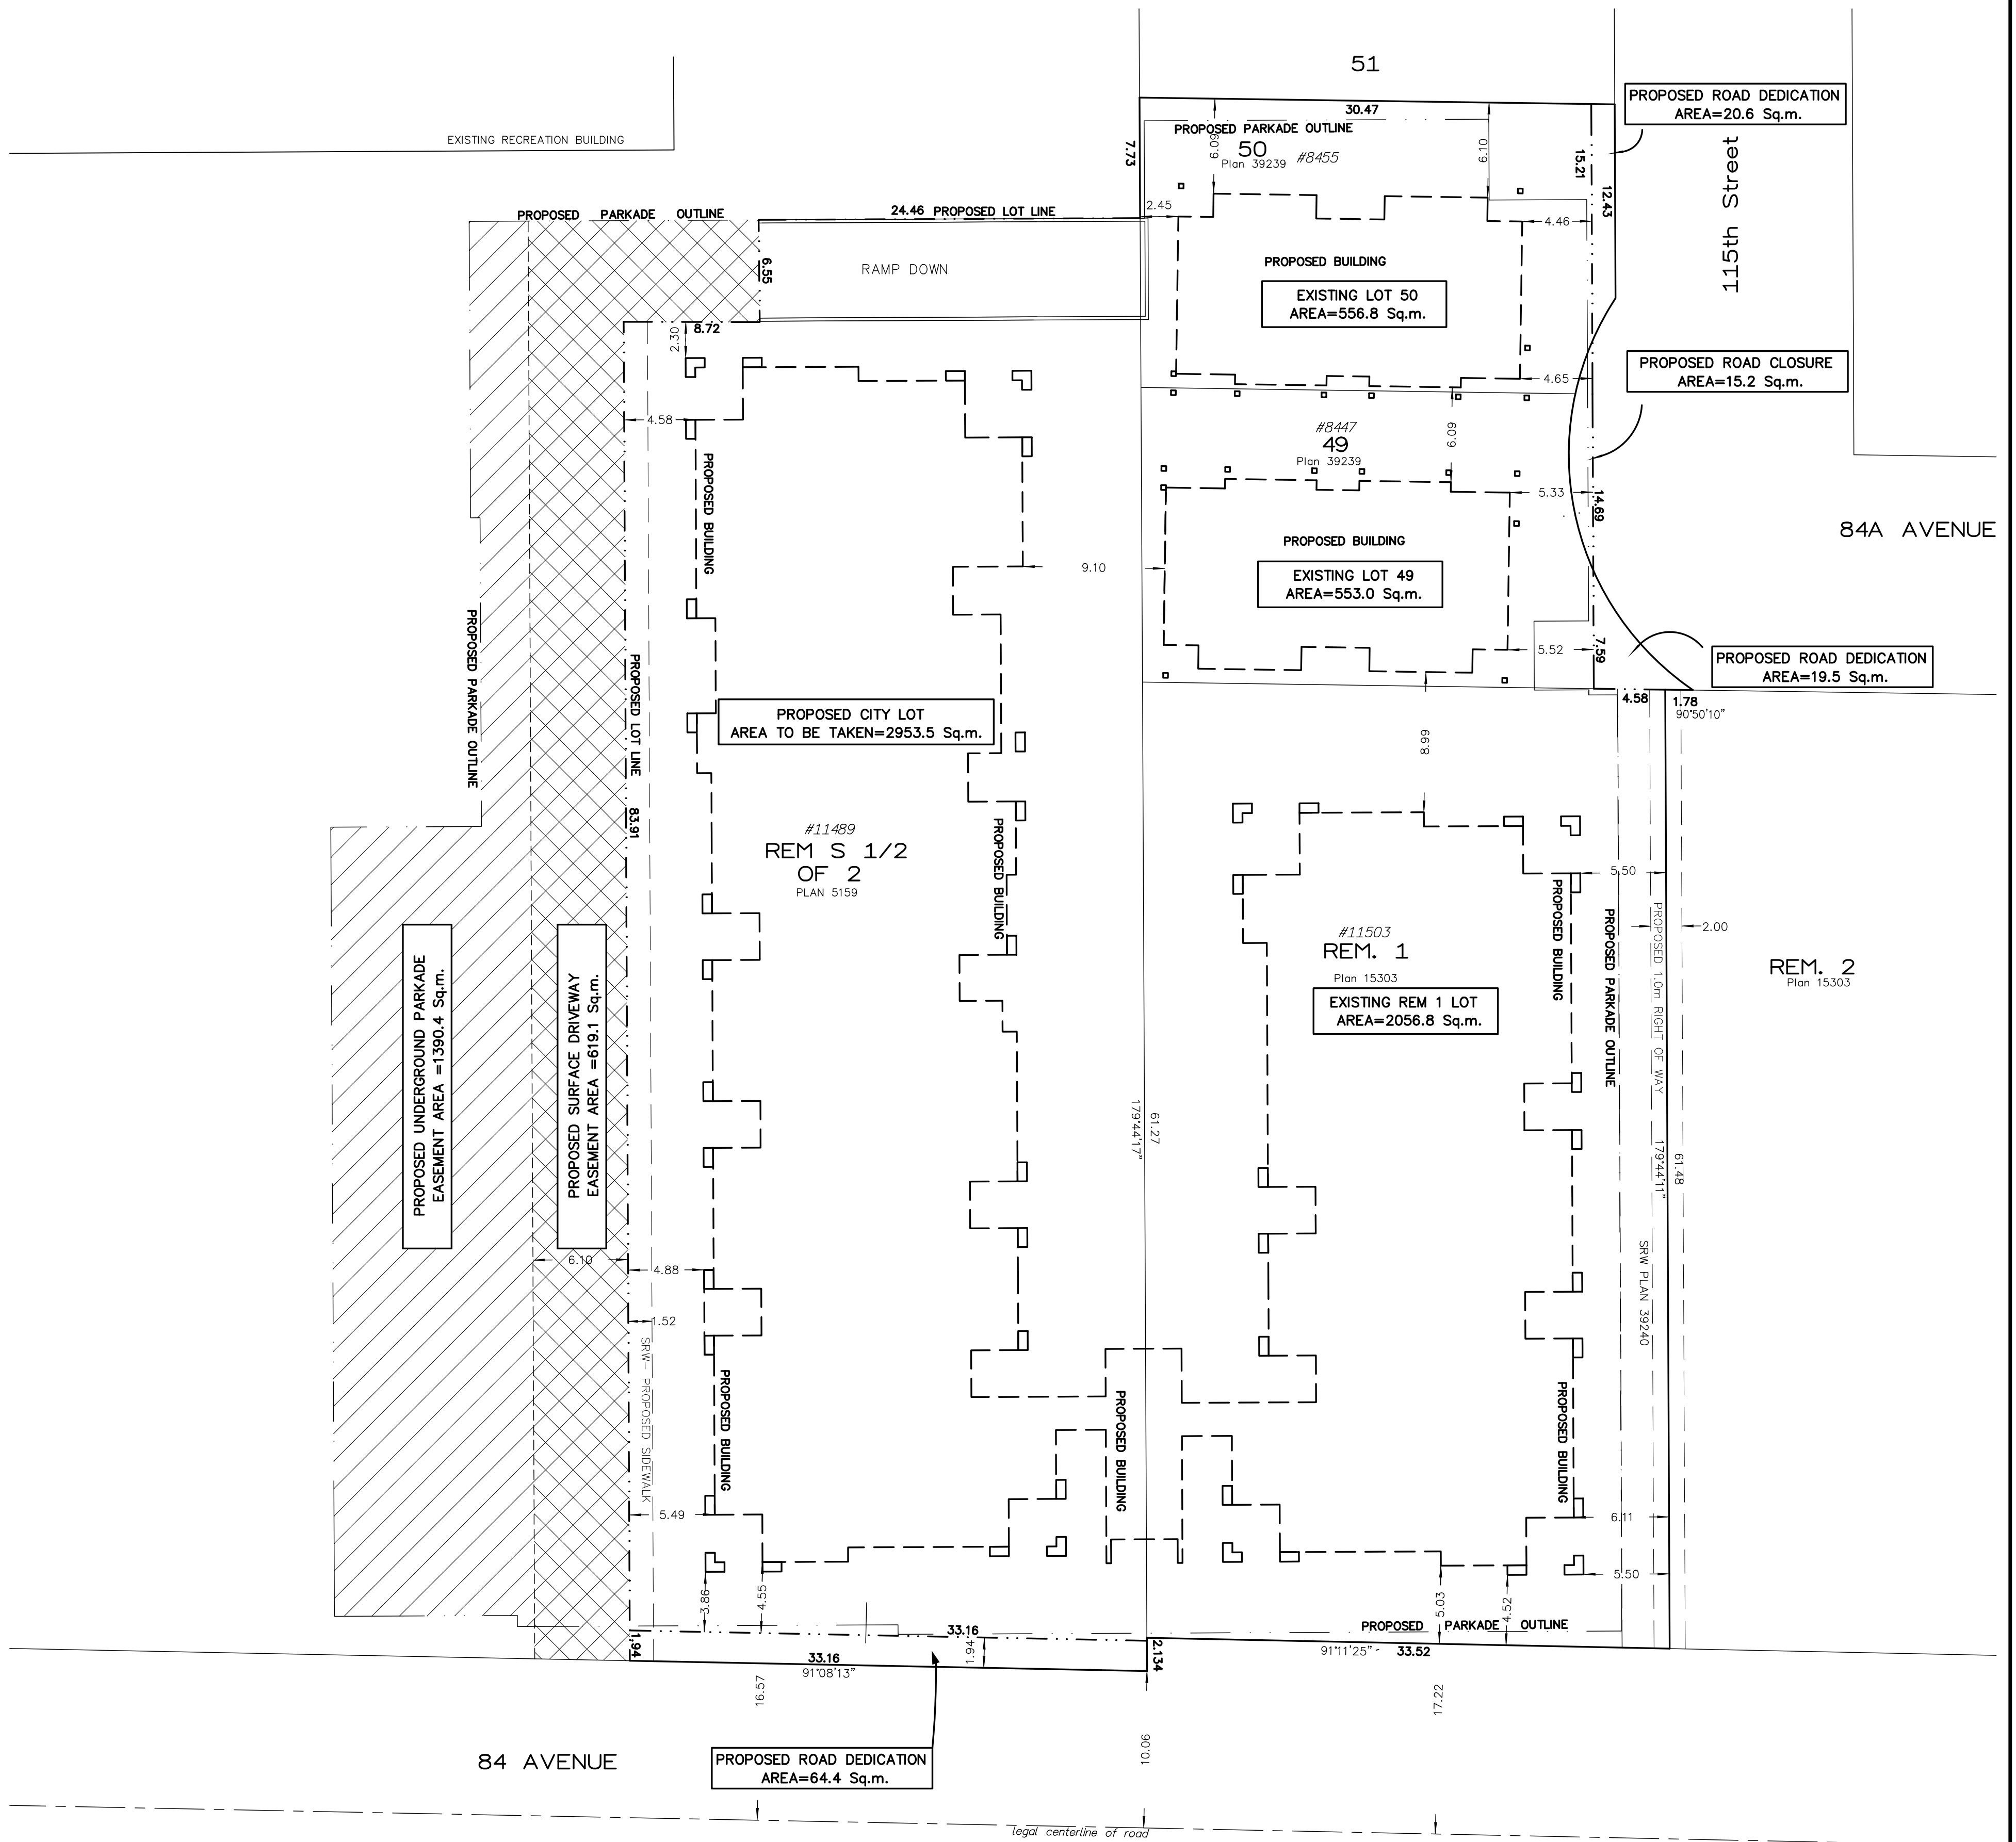 51
PROPOSED ROAD DEDICATION
AREA=20.6 Sq.m.
30.47
EXISTING RECREATION BUILDING
PROPOSED PARKADE OUTLINE
50
#8455
Plan 39239
7.73
6.09
6.10
15.21
12.43
115th Street
PROPOSED PARKADE OUTLINE
24.46 PROPOSED LOT LINE
2.45
4.46
6.55
RAMP DOWN
PROPOSED BUILDING
EXISTING LOT 50
AREA=556.8 Sq.m.
8.72
2.30
PROPOSED ROAD CLOSURE
AREA=15.2 Sq.m.
4.65
4.58
#8447
49
Plan 39239
6.09
PROPOSED BUILDING
5.33
14.69
84A AVENUE
PROPOSED BUILDING
9.10
EXISTING LOT 49
AREA=553.0 Sq.m.
PROPOSED PARKADE OUTLINE
PROPOSED LOT LINE
83.91
5.52
7.59
PROPOSED ROAD DEDICATION
AREA=19.5 Sq.m.
4.58
1.78
90°50'10"
PROPOSED CITY LOT
AREA TO BE TAKEN=2953.5 Sq.m.
8.99
#11489
REM S 1/2
OF 2
PLAN 5159
PROPOSED BUILDING
5.50
PROPOSED BUILDING
PROPOSED PARKADE OUTLINE
PROPOSED 1.0m RIGHT OF WAY
2.00
#11503
REM. 1
Plan 15303
EXISTING REM 1 LOT
AREA=2056.8 Sq.m.
REM. 2
Plan 15303
PROPOSED UNDERGROUND PARKADE
EASEMENT AREA =1390.4 Sq.m.
PROPOSED SURFACE DRIVEWAY
EASEMENT AREA =619.1 Sq.m.
179°44'17"
61.27
179°44'11"
61.48
SRW PLAN 39240
6.10
4.88
1.52
SRW- PROPOSED SIDEWALK
PROPOSED BUILDING
PROPOSED BUILDING
PROPOSED BUILDING
5.49
6.11
5.50
3.86
4.55
5.03
4.52
PROPOSED PARKADE OUTLINE
33.16
1.94
1.94
2.134
33.16
91°08'13"
91°11'25"
33.52
16.57
17.22
10.06
84 AVENUE
PROPOSED ROAD DEDICATION
AREA=64.4 Sq.m.
legal centerline of road